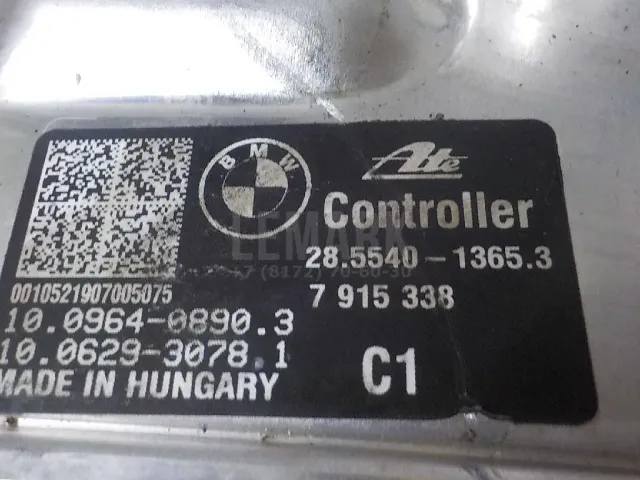 BMW
Ate
Controller
28.5540-1365.3
7 915 338
0010521907005075
10.0964-0890.3
10.0629-3078.1
MADE IN HUNGARY
C1
LEMARK